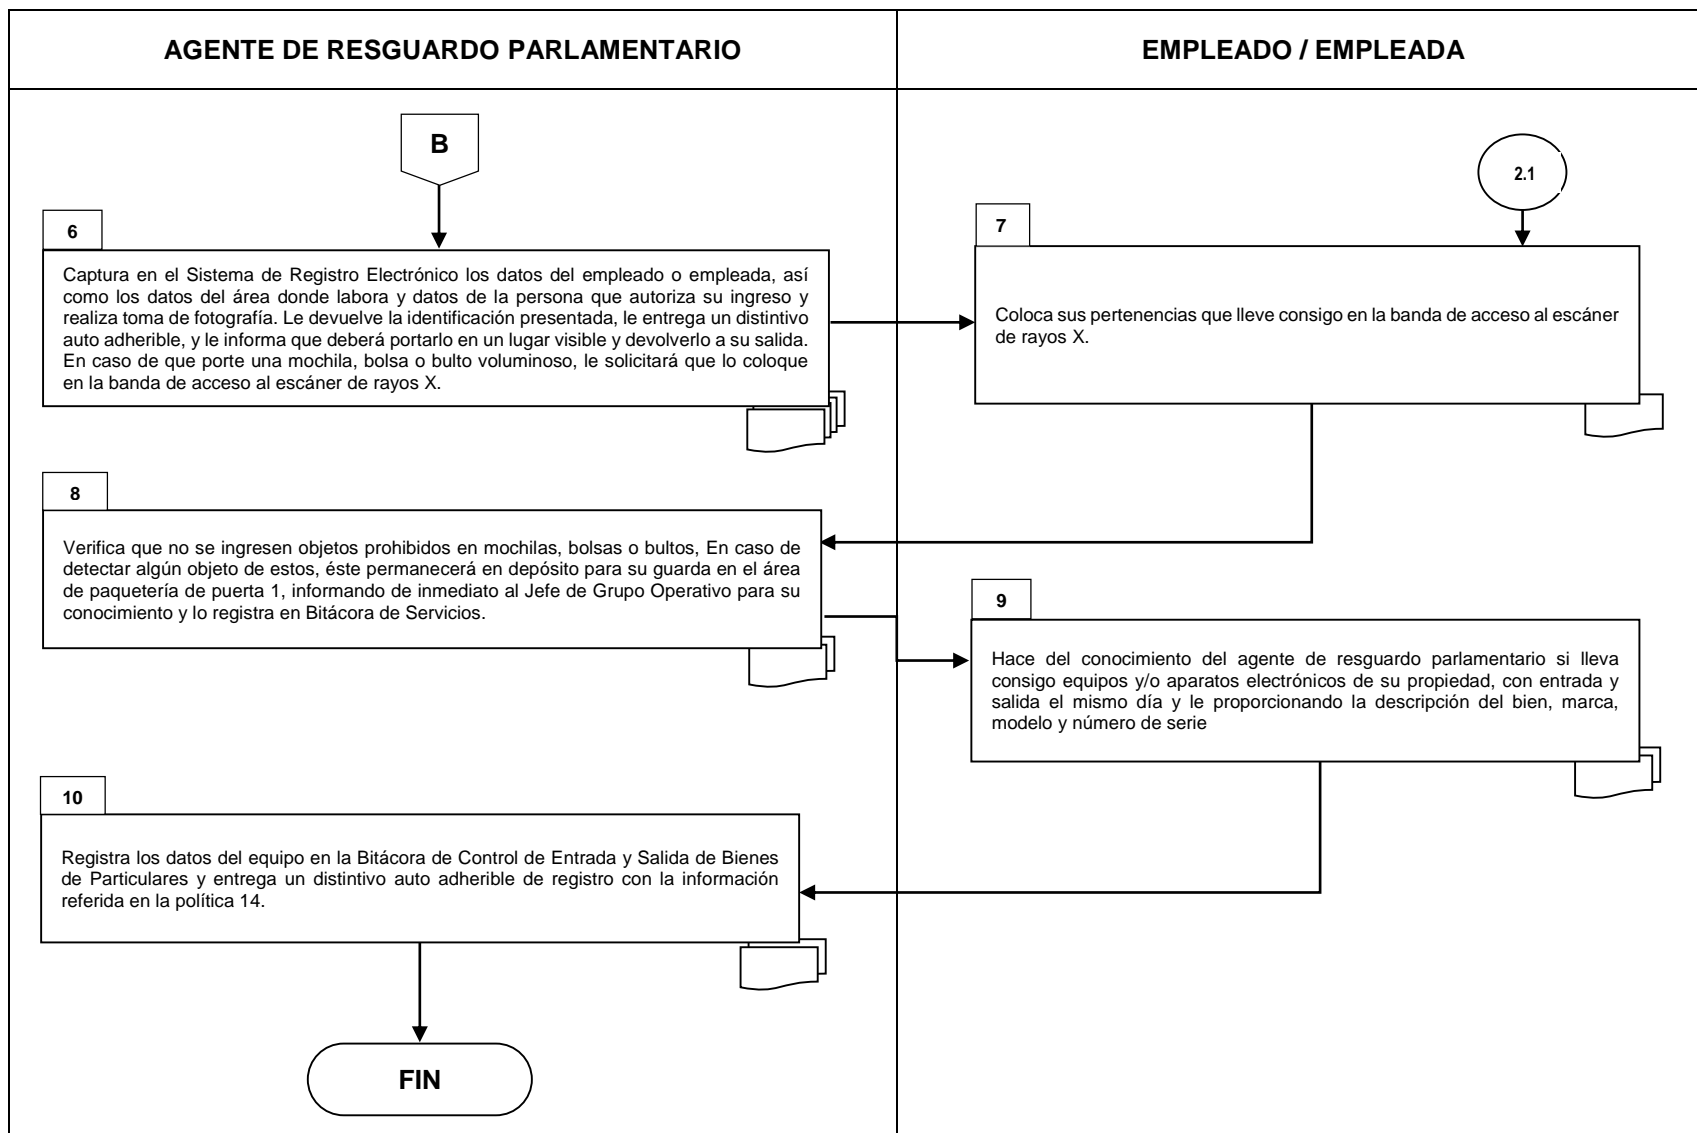 AGENTE DE RESGUARDO PARLAMENTARIO
EMPLEADO / EMPLEADA
B
2.1
6
Captura en el Sistema de Registro Electrónico los datos del empleado o empleada, así
como los datos del área donde labora y datos de la persona que autoriza su ingreso y
realiza toma de fotografía. Le devuelve la identificación presentada, le entrega un distintivo
auto adherible, y le informa que deberá portarlo en un lugar visible y devolverlo a su salida.
En caso de que porte una mochila, bolsa o bulto voluminoso, le solicitará que lo coloque
en la banda de acceso al escáner de rayos X.
7
Coloca sus pertenencias que lleve consigo en la banda de acceso al escáner
de rayos X.
8
Verifica que no se ingresen objetos prohibidos en mochilas, bolsas o bultos, En caso de
detectar algún objeto de estos, éste permanecerá en depósito para su guarda en el área
de paquetería de puerta 1, informando de inmediato al Jefe de Grupo Operativo para su
conocimiento y lo registra en Bitácora de Servicios.
9
Hace del conocimiento del agente de resguardo parlamentario si lleva
consigo equipos y/o aparatos electrónicos de su propiedad, con entrada y
salida el mismo día y le proporcionando la descripción del bien, marca,
modelo y número de serie
10
Registra los datos del equipo en la Bitácora de Control de Entrada y Salida de Bienes
de Particulares y entrega un distintivo auto adherible de registro con la información
referida en la política 14.
FIN